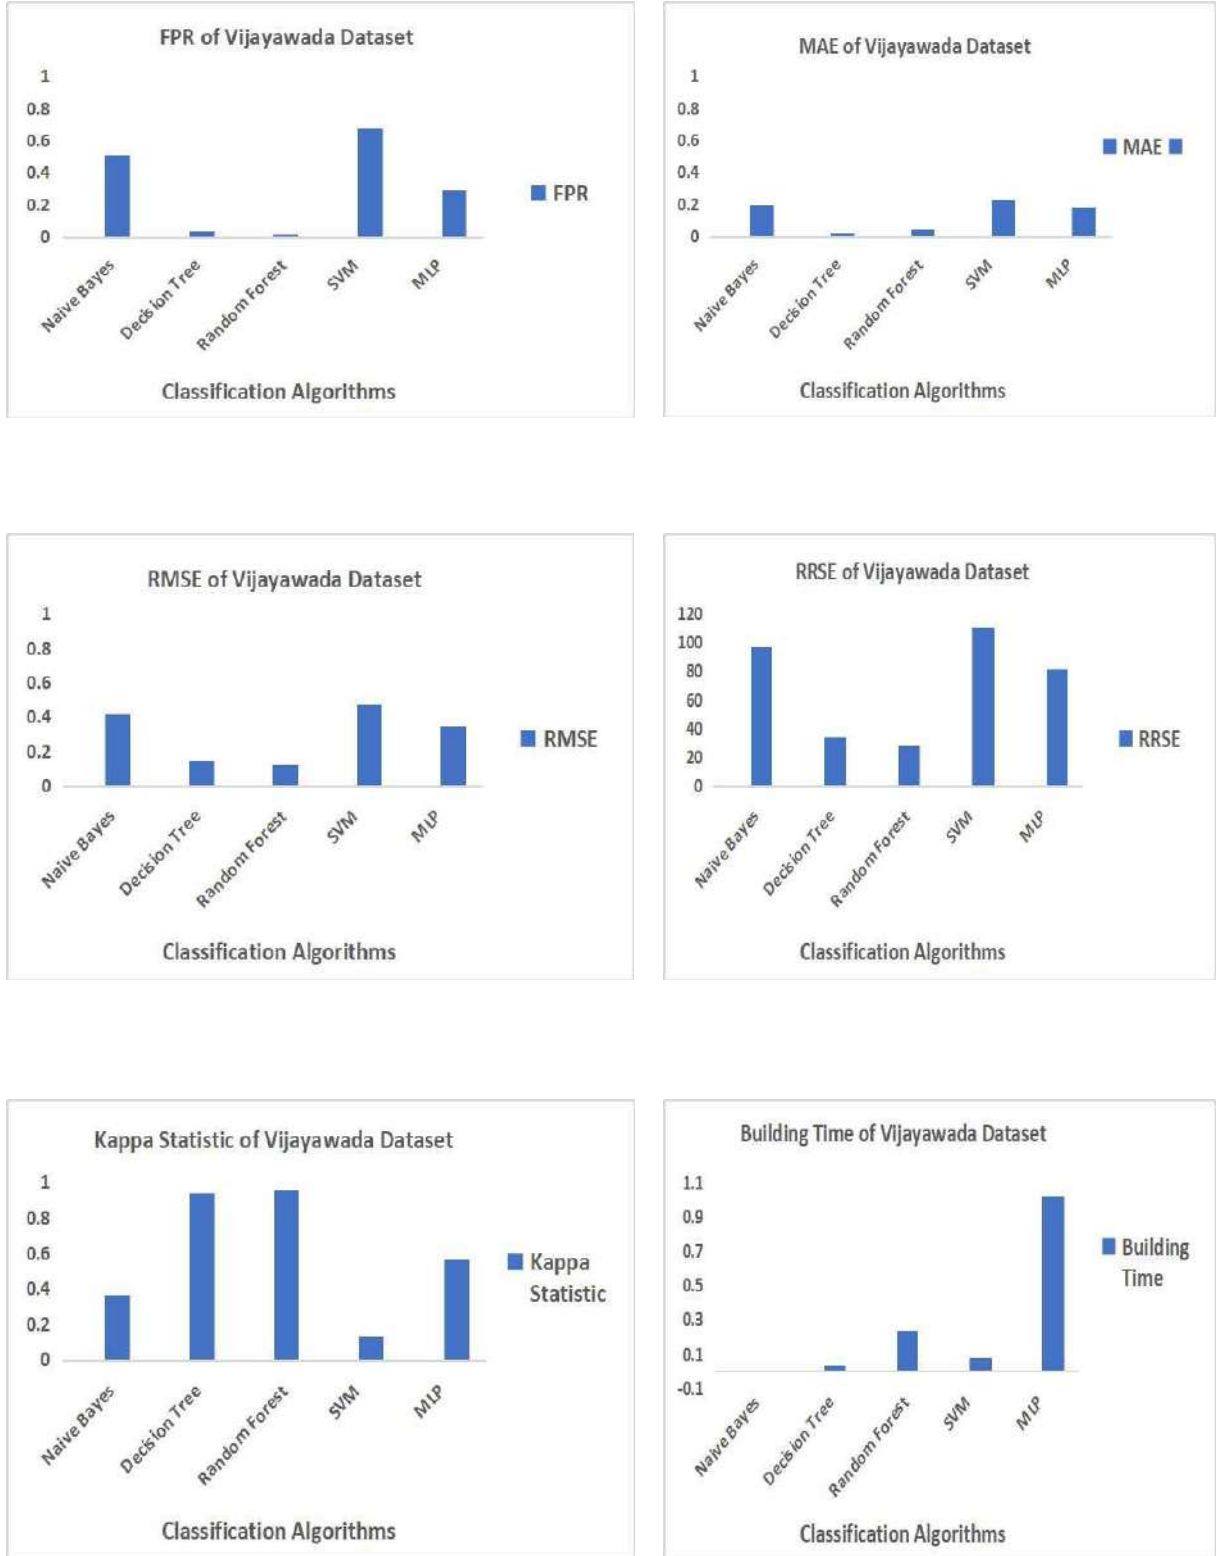 FPR of Vijayawada Dataset
1
0.8
0.6
0.4
0.2
0
Naive Bayes
Decision Tree
Random Forest
SVM
MLP
FPR
Classification Algorithms
MAE of Vijayawada Dataset
1
0.8
0.6
0.4
0.2
0
Naive Bayes
Decision Tree
Random Forest
SVM
MLP
MAE
Classification Algorithms
RMSE of Vijayawada Dataset
1
0.8
0.6
0.4
0.2
0
Naive Bayes
Decision Tree
Random Forest
SVM
MLP
RMSE
Classification Algorithms
RRSE of Vijayawada Dataset
120
100
80
60
40
20
0
Naive Bayes
Decision Tree
Random Forest
SVM
MLP
RRSE
Classification Algorithms
Kappa Statistic of Vijayawada Dataset
1
0.8
0.6
0.4
0.2
0
Naive Bayes
Decision Tree
Random Forest
SVM
MLP
Kappa
Statistic
Classification Algorithms
Building Time of Vijayawada Dataset
1.1
0.9
0.7
0.5
0.3
0.1
-0.1
Naive Bayes
Decision Tree
Random Forest
SVM
MLP
Building
Time
Classification Algorithms